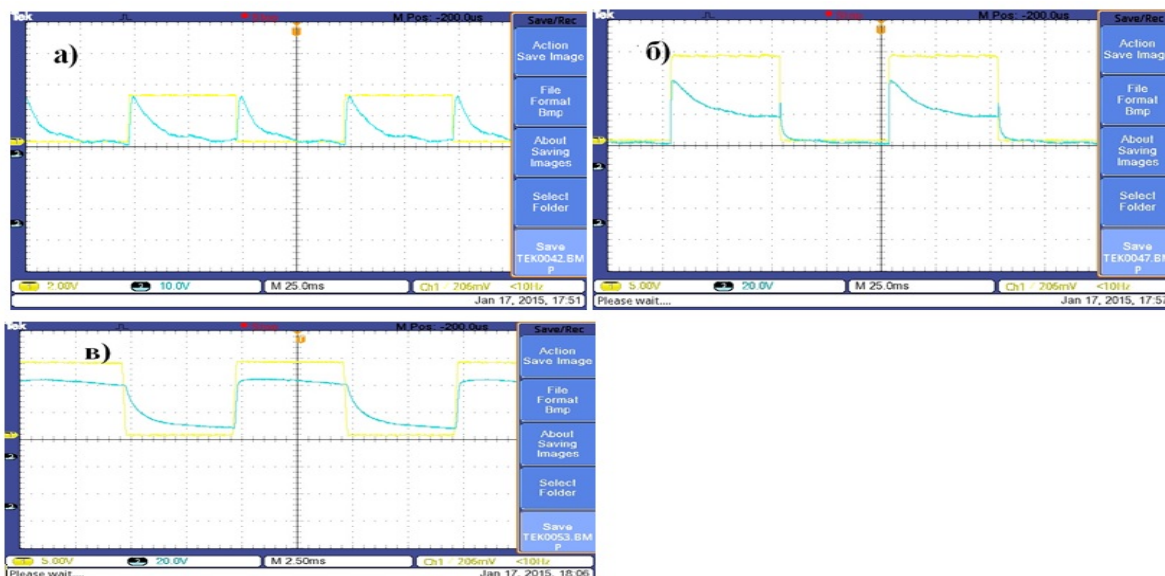 Tek
M Pos: -200.0us
Save/Rec
а)
Action
Save Image
File
Format
Bmp
About
Saving
Images
Select
Folder
Save
TEK0042.BM
P
1 2.00V 2 10.0V M 25.0ms Ch1 206mV <10Hz
Jan 17, 2015, 17:51
M Pos: -200.0us
Save/Rec
б)
Action
Save Image
File
Format
Bmp
About
Saving
Images
Select
Folder
Save
TEK0047.BM
P
5.00V 2 20.0V M 25.0ms Ch1 206mV <10Hz
Please wait....
Jan 17, 2015, 17:57
Tek
M Pos: -200.0us
Save/Rec
в)
Action
Save Image
File
Format
Bmp
About
Saving
Images
Select
Folder
Save
TEK0053.BM
P
5.00V 2 20.0V M 2.50ms Ch1 206mV <10Hz
Please wait....
Jan 17, 2015, 18:06